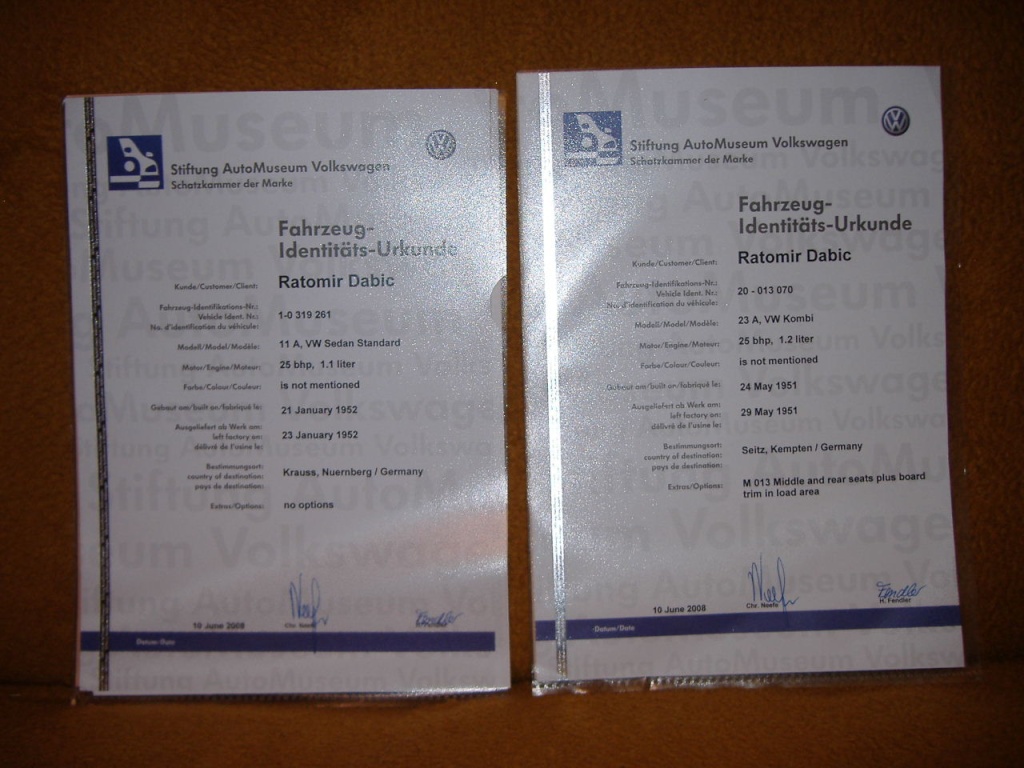 Stiftung AutoMuseum Volkswagen
Schatzkammer der Marke
Fahrzeug-
Identitäts-Urkunde
Kunde/Customer/Client: Ratomir Dabic
Fahrzeug-Identifikations-Nr.:
Vehicle Ident. Nr.: 1-0 319 261
No. d'identification du véhicule:
Modell/Model/Modèle: 11 A, VW Sedan Standard
Motor/Engine/Moteur: 25 bhp, 1.1 liter
Farbe/Colour/Couleur: is not mentioned
Gebaut am/built on/fabriqué le: 21 January 1952
Ausgeliefert ab Werk am:
left factory on: 23 January 1952
délivré de l'usine le:
Bestimmungsort:
country of destination: Krauss, Nuernberg / Germany
pays de destination:
Extras/Options: no options
10 June 2008
Chr. Neels
Datum/Date
Stiftung AutoMuseum Volkswagen
Schatzkammer der Marke
Fahrzeug-
Identitäts-Urkunde
Kunde/Customer/Client: Ratomir Dabic
Fahrzeug-Identifikations-Nr.:
Vehicle Ident. Nr.: 20 - 013 070
No. d'identification du véhicule:
Modell/Model/Modèle: 23 A, VW Kombi
Motor/Engine/Moteur: 25 bhp, 1.2 liter
Farbe/Colour/Couleur: is not mentioned
Gebaut am/built on/fabriqué le: 24 May 1951
Ausgeliefert ab Werk am:
left factory on: 29 May 1951
délivré de l'usine le:
Bestimmungsort:
country of destination: Seitz, Kempten / Germany
pays de destination:
Extras/Options: M 013 Middle and rear seats plus board
trim in load area
10 June 2008
Chr. Neels
Fendler
H. Fendler
Datum/Date